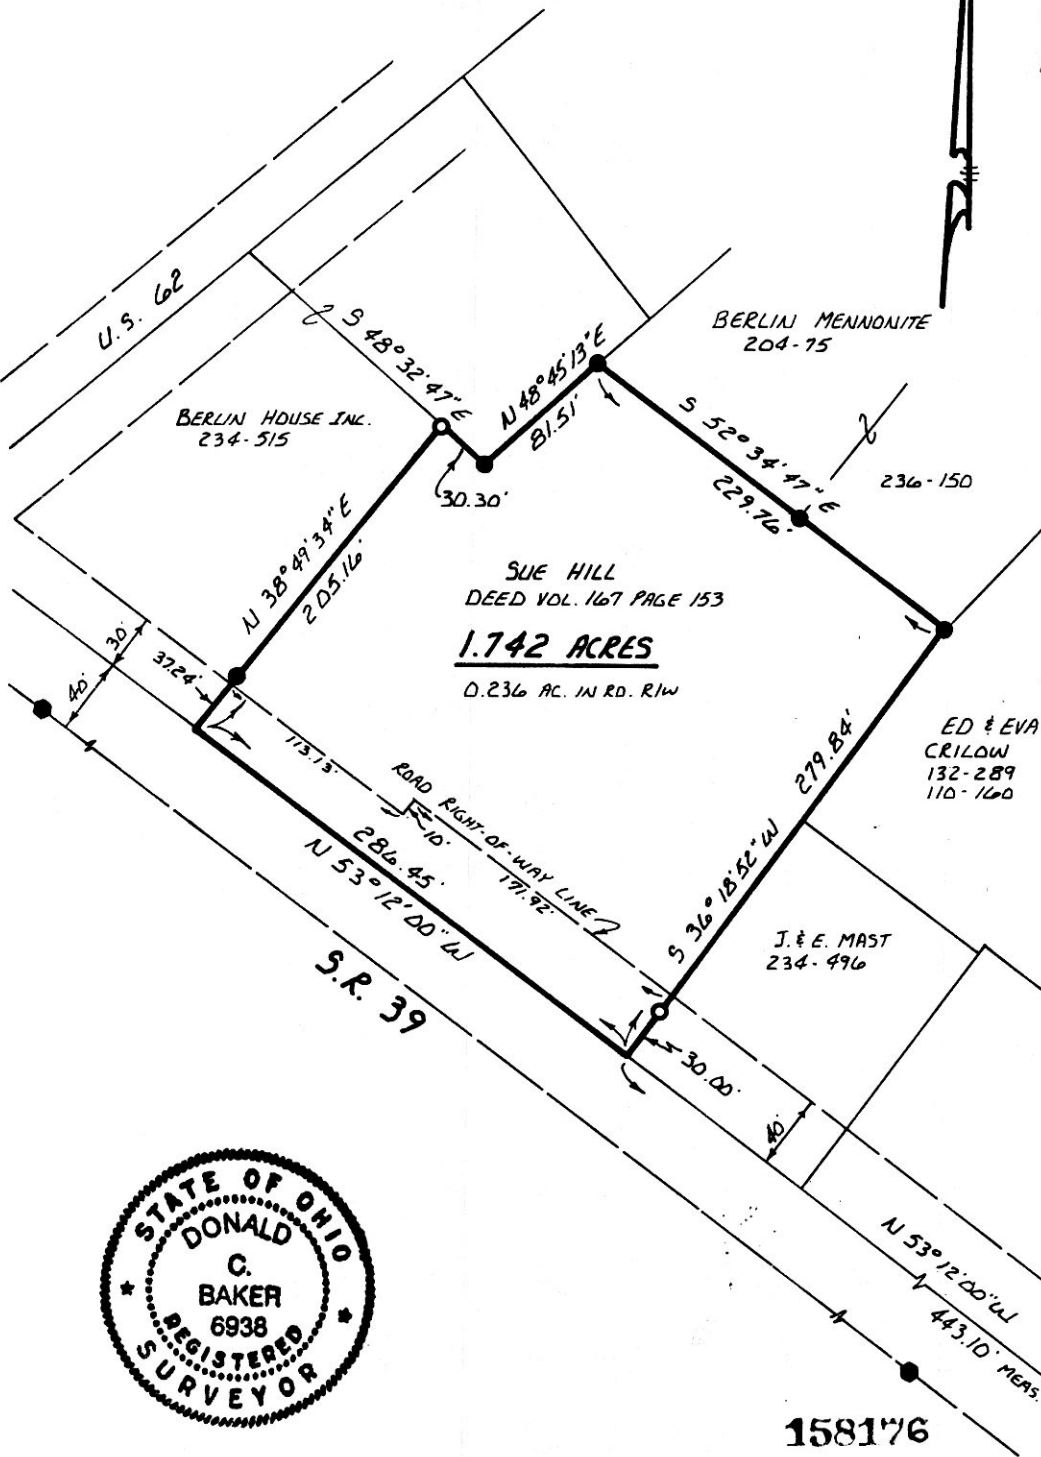 U.S. 62
S 48° 32' 47" E
BERLIN MENNONITE
204-75
BERLIN HOUSE INC.
234-515
N 48° 45' 13" E
81.51'
S 52° 34' 47" E
229.76'
236-150
30.30'
N 38° 49' 34" E
205.16'
SUE HILL
DEED VOL. 167 PAGE 153
1.742 ACRES
0.236 AC. IN RD. R/W
30'
40'
37.24'
113.13'
ROAD RIGHT-OF-WAY LINE
10'
171.92'
286.45'
N 53° 12' 00" W
279.84'
S 36° 18' 52" W
ED & EVA
CRILOW
132-289
110-160
J. & E. MAST
234-496
S.R. 39
30.00'
40'
N 53° 12' 00" W
443.10' MEAS.
STATE OF OHIO
DONALD
C.
BAKER
6938
REGISTERED
SURVEYOR
158176